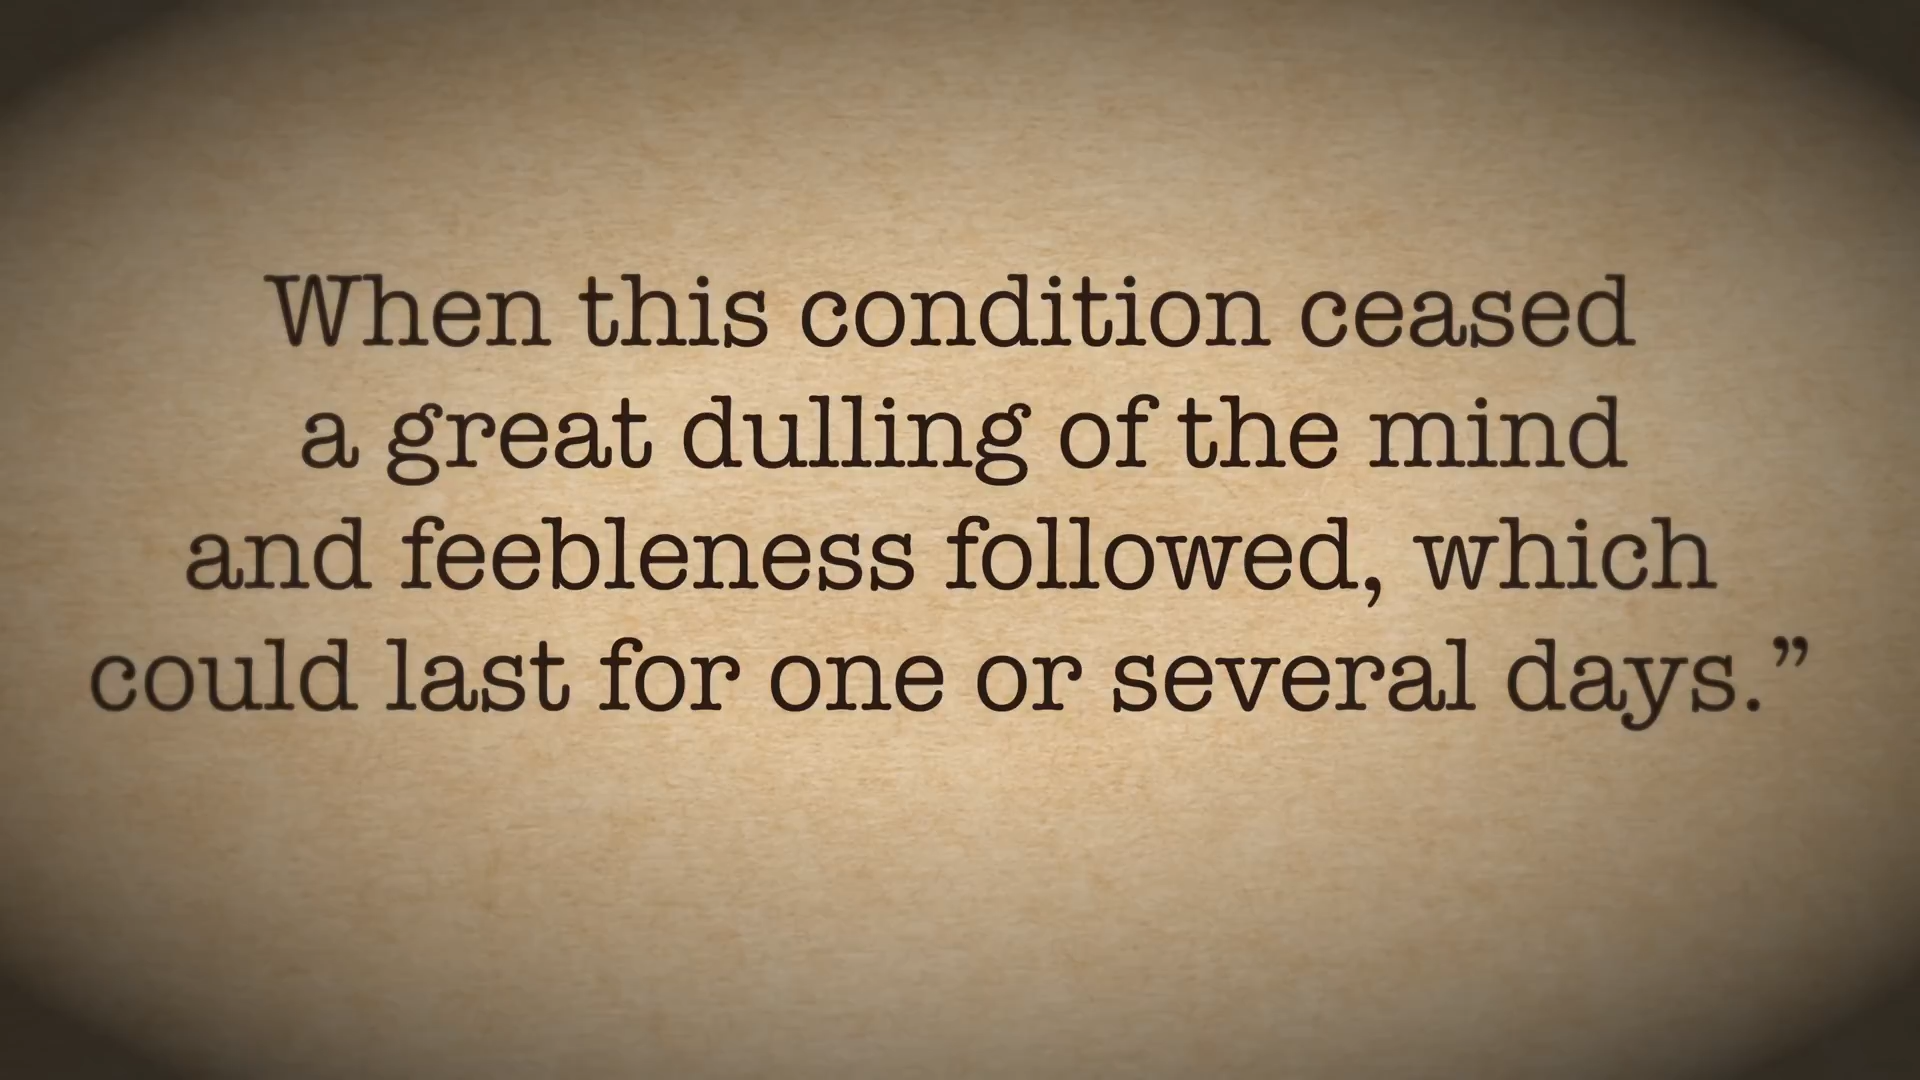 When this condition ceased
a great dulling of the mind
and feebleness followed, which
could last for one or several days.”